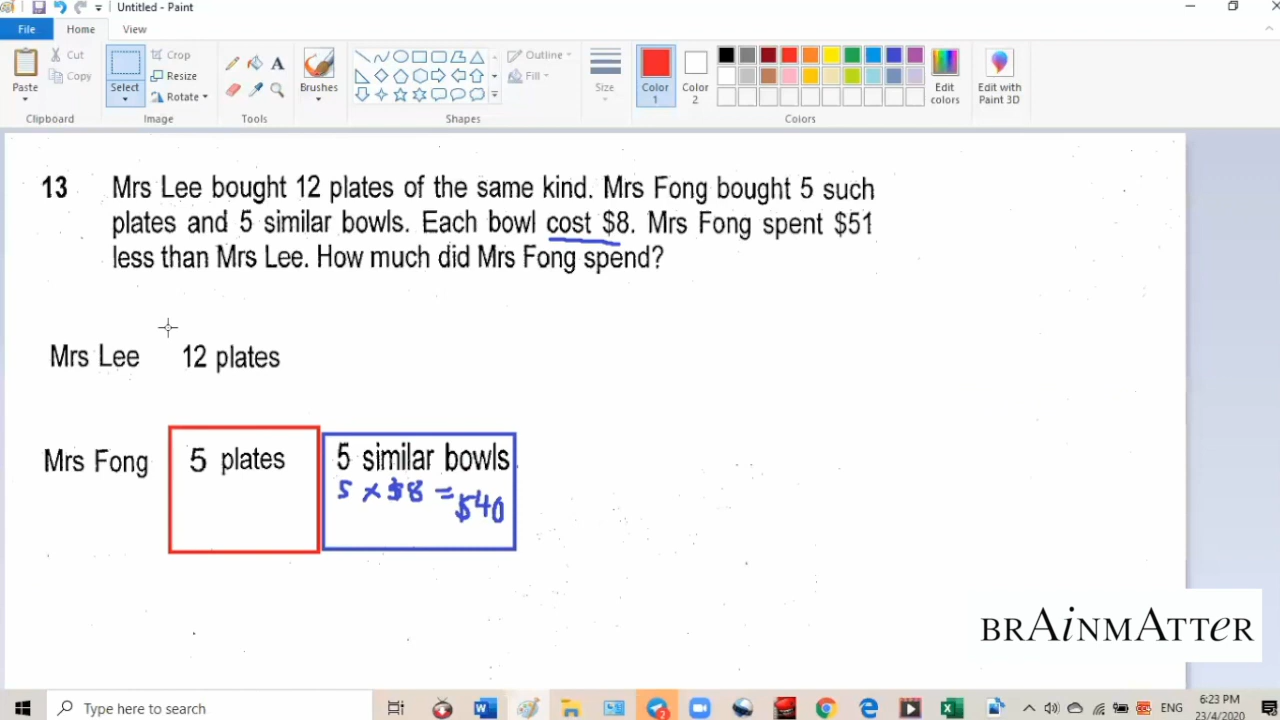 Untitled - Paint
File
Home
View
Paste
Cut
Copy
Clipboard
Select
Crop
Resize
Rotate
Image
A
Tools
Brushes
Shapes
Outline
Fill
Size
Color
1
Color
2
Colors
Edit
colors
Edit with
Paint 3D
13 Mrs Lee bought 12 plates of the same kind. Mrs Fong bought 5 such
plates and 5 similar bowls. Each bowl cost $8. Mrs Fong spent $51
less than Mrs Lee. How much did Mrs Fong spend?
Mrs Lee 12 plates
Mrs Fong 5 plates 5 similar bowls
5 × $8 = $40
BRAiNMATTeR
Type here to search
ENG
6:23 PM
23/4/2020